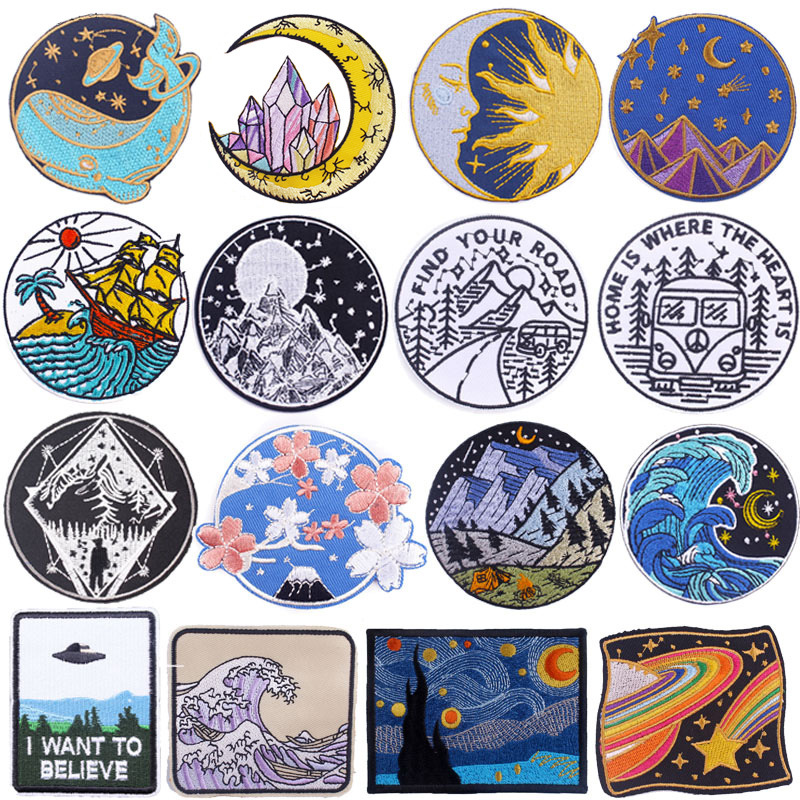 FIND YOUR ROAD
HOME IS WHERE THE HEART IS
I WANT TO
BELIEVE